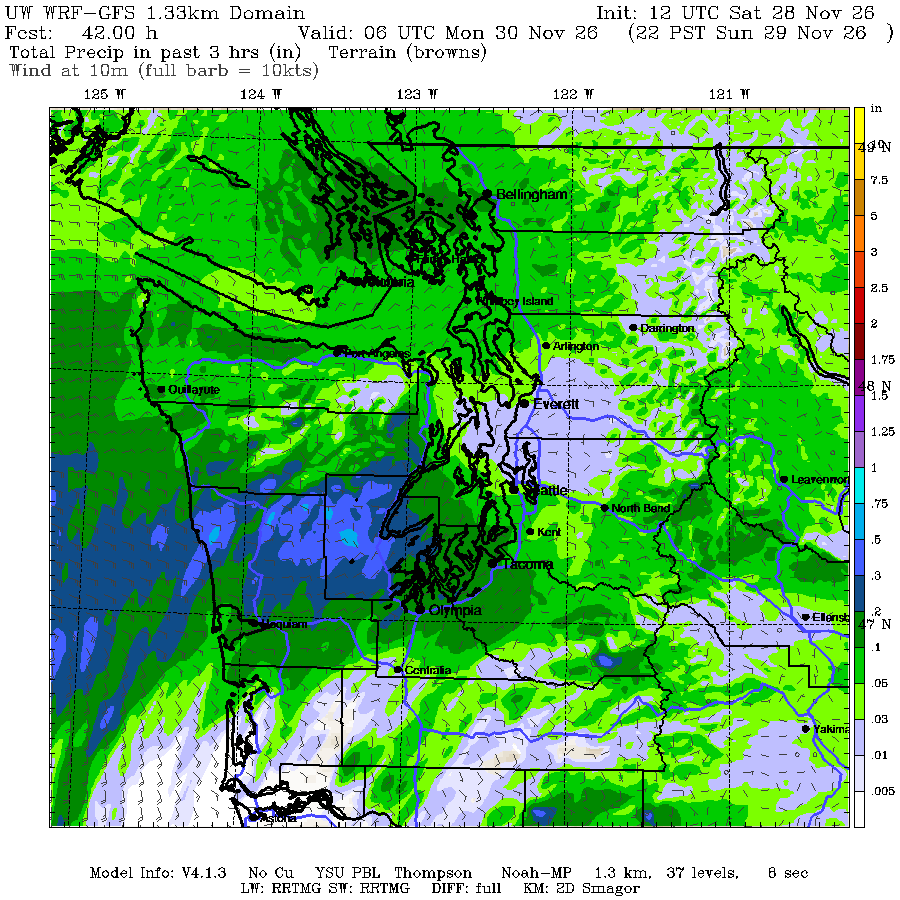 UW WRF-GFS 1.33km Domain Init: 12 UTC Sat 28 Nov 26
Fcst: 42.00 h Valid: 06 UTC Mon 30 Nov 26 (22 PST Sun 29 Nov 26 )
Total Precip in past 3 hrs (in) Terrain (browns)
Wind at 10m (full barb = 10kts)
125 W 124 W 123 W 122 W 121 W
in
10
49 N
7.5
Bellingham
5
3
Victoria
2.5
Whidbey Island
2
Darrington
Arlington
Port Angeles
1.75
48 N
Quillayute
1.5
Everett
1.25
1
Leavenwor
Seattle
.75
North Band
Kent
.5
Tacoma
.3
Olympia
.2
Ellensb
47 N
Hoquiam
.1
Centralia
.05
.03
Yakima
.01
.005
Astoria
Model Info: V4.1.3 No Cu YSU PBL Thompson Noah-MP 1.3 km, 37 levels, 8 sec
LW: RRTMG SW: RRTMG DIFF: full KM: 2D Smagor